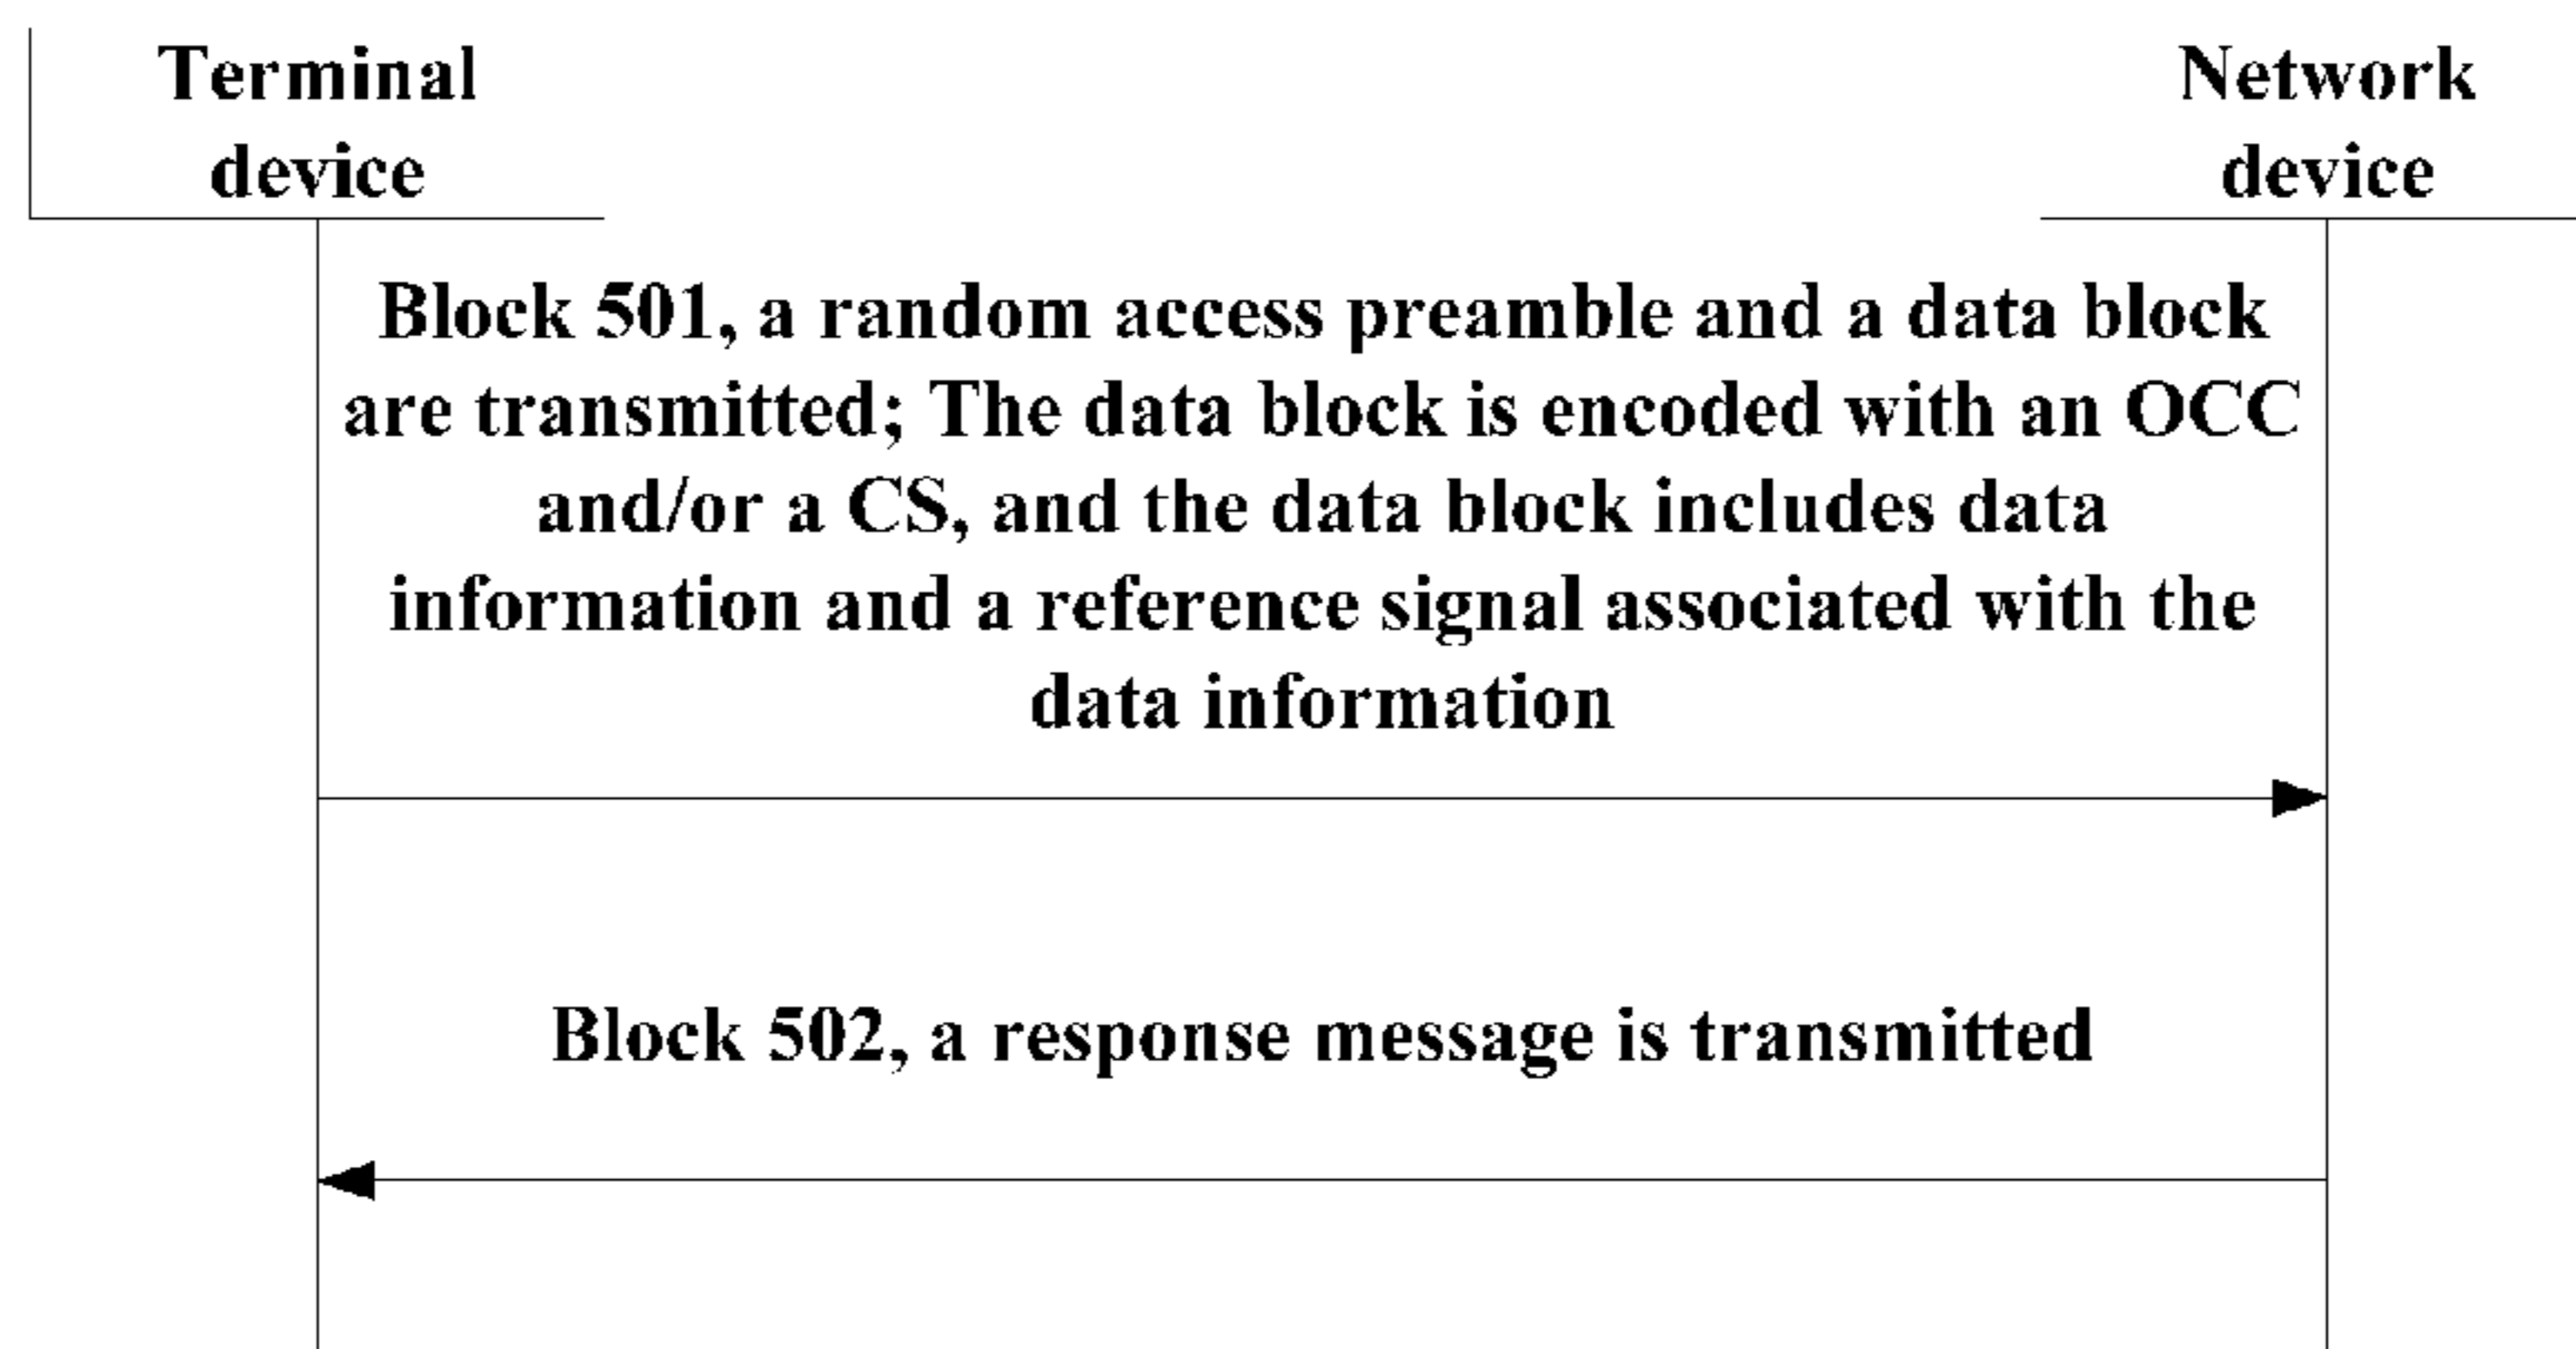 Terminal
device
Network
device
Block 501, a random access preamble and a data block
are transmitted; The data block is encoded with an OCC
and/or a CS, and the data block includes data
information and a reference signal associated with the
data information
Block 502, a response message is transmitted